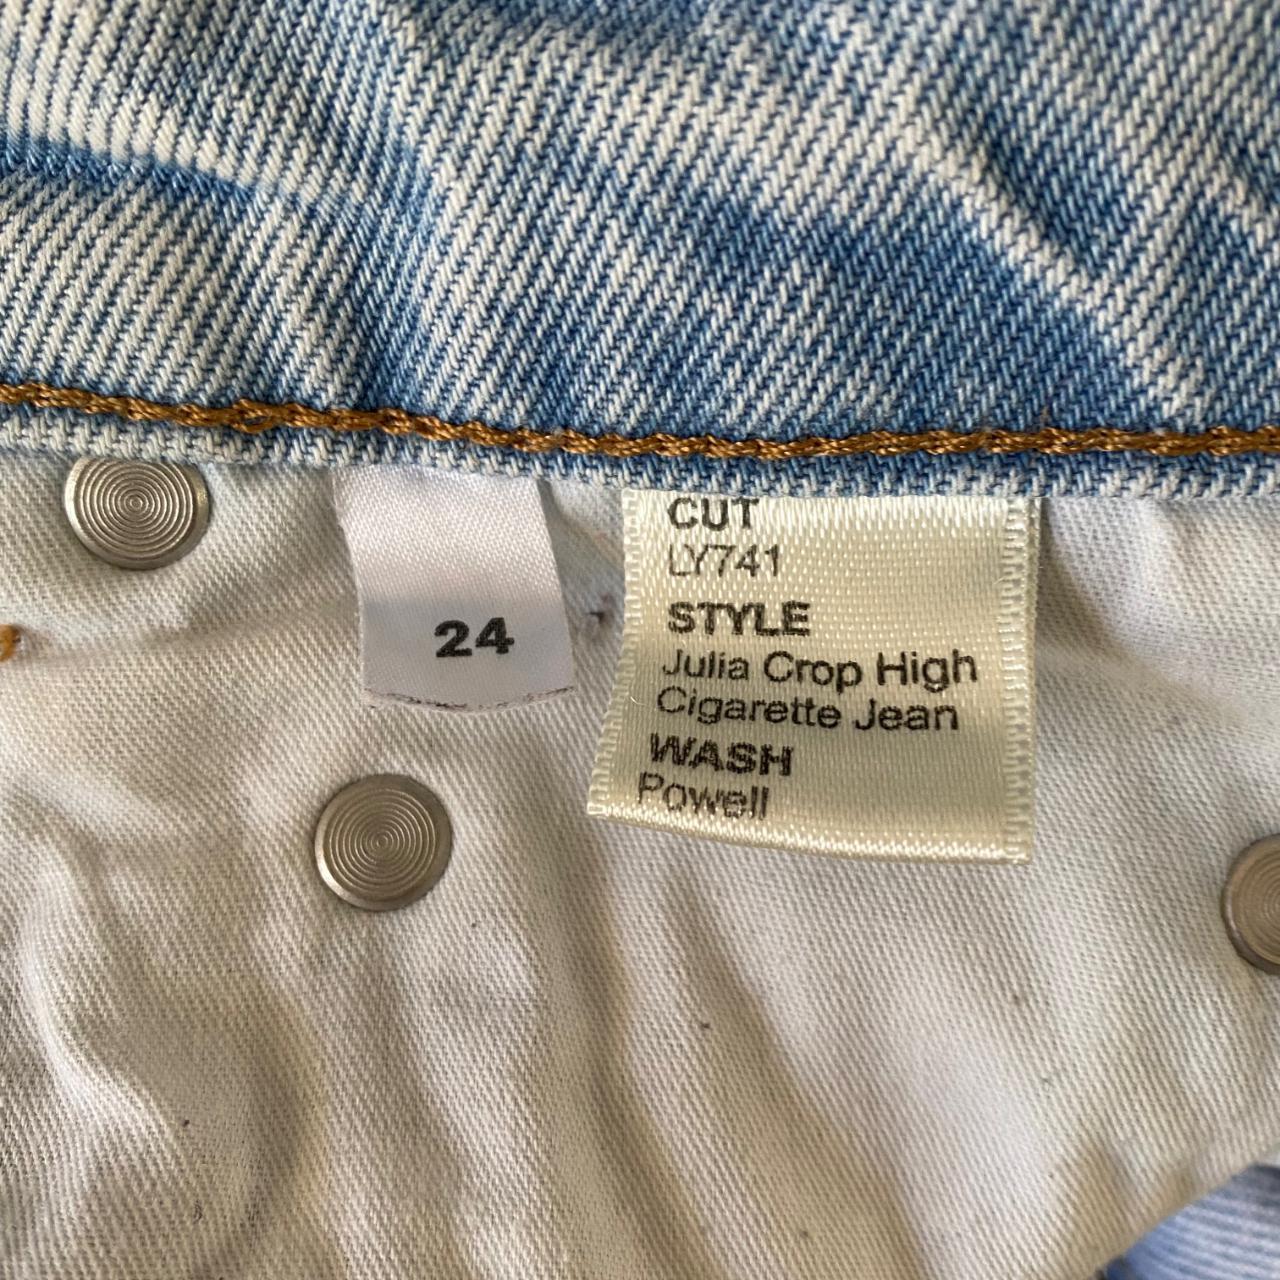 24
CUT
LY741
STYLE
Julia Crop High
Cigarette Jean
WASH
Powell